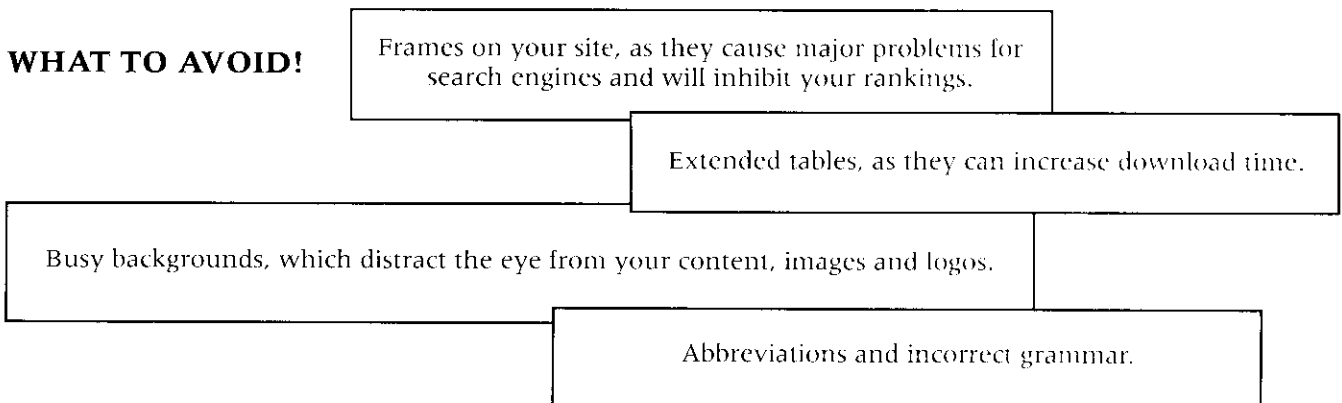 WHAT TO AVOID!
Frames on your site, as they cause major problems for
search engines and will inhibit your rankings.
Extended tables, as they can increase download time.
Busy backgrounds, which distract the eye from your content, images and logos.
Abbreviations and incorrect grammar.